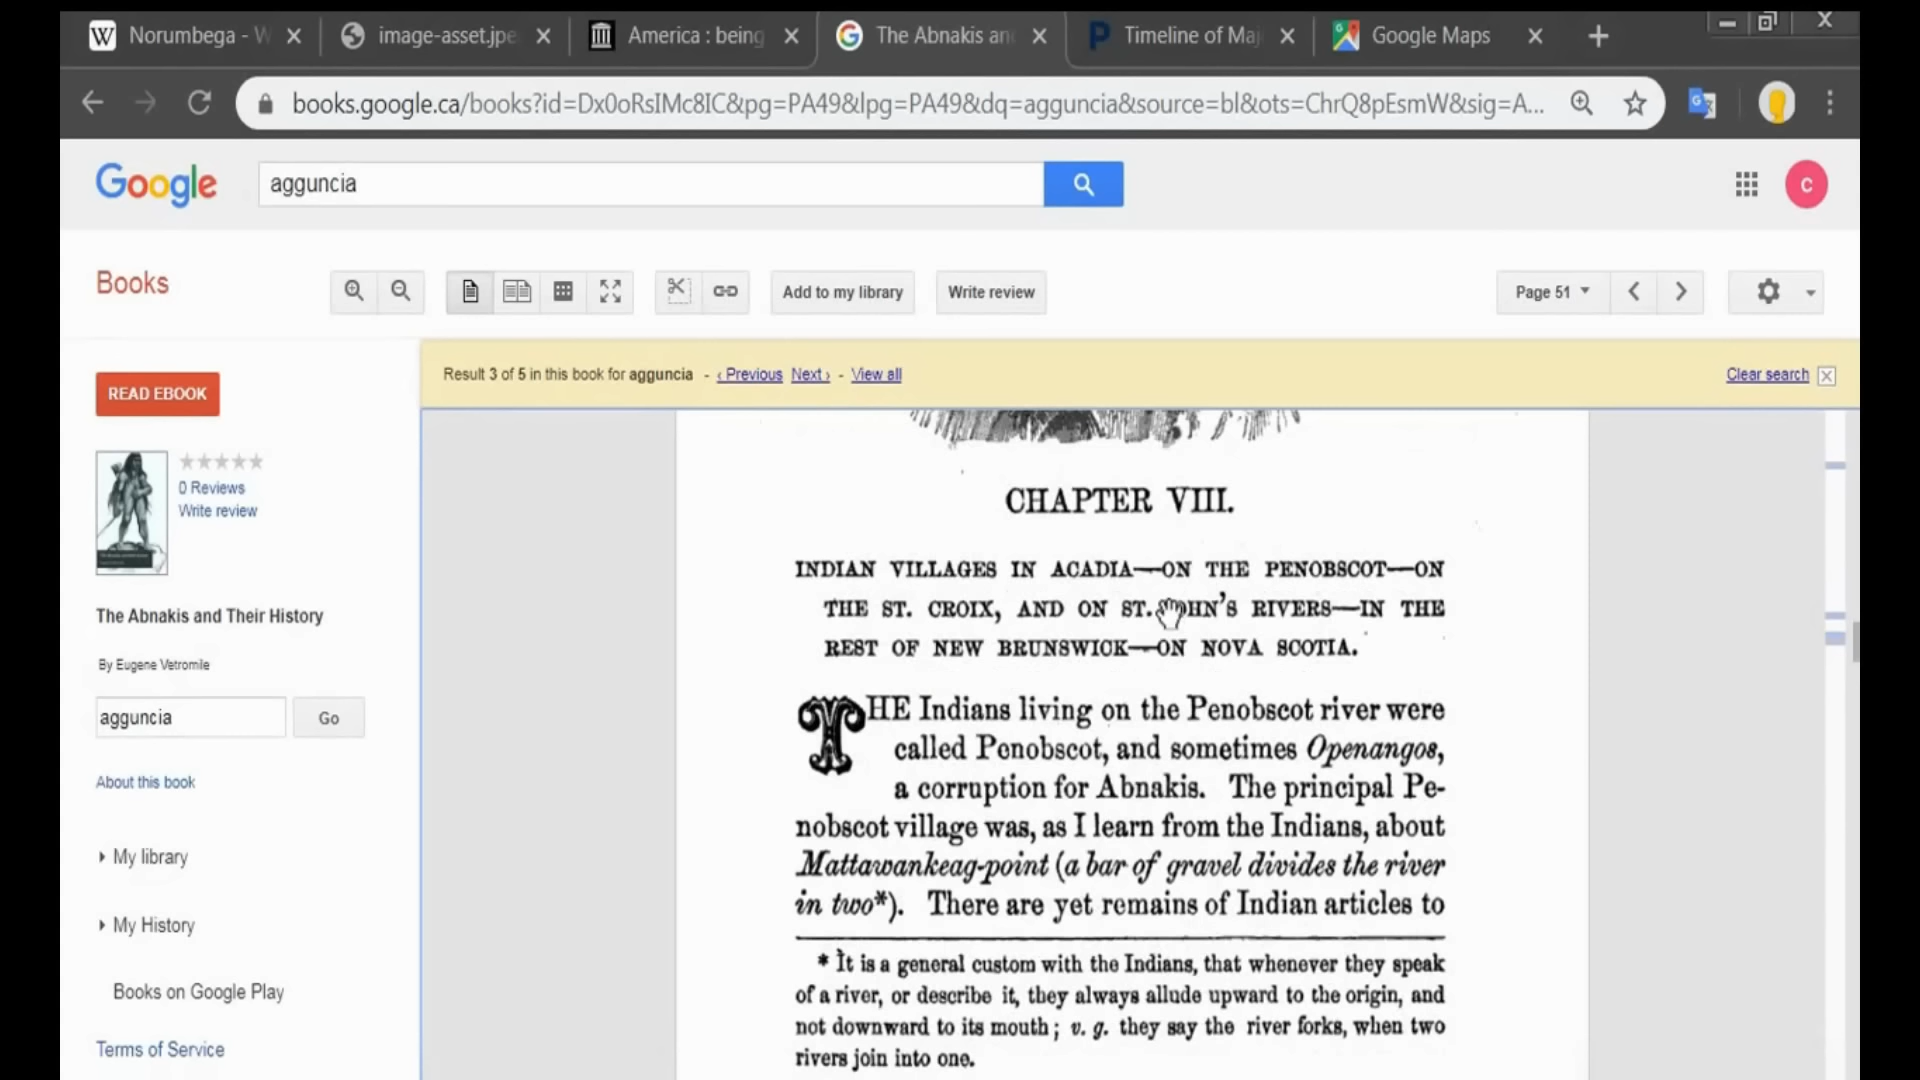 Norumbega - W
image-asset.jpe
America : being
The Abnakis an
Timeline of Maj
Google Maps
books.google.ca/books?id=Dx0oRsIMc8IC&pg=PA49&lpg=PA49&dq=agguncia&source=bl&ots=ChrQ8pEsmW&sig=A...
Google
agguncia
C
Books
Add to my library
Write review
Page 51
READ EBOOK
Result 3 of 5 in this book for agguncia - ‹ Previous Next › - View all
Clear search
0 Reviews
Write review
The Abnakis and Their History
By Eugene Vetromile
agguncia
Go
About this book
My library
My History
Books on Google Play
Terms of Service
CHAPTER VIII.
INDIAN VILLAGES IN ACADIA—ON THE PENOBSCOT—ON
THE ST. CROIX, AND ON ST. JOHN'S RIVERS—IN THE
REST OF NEW BRUNSWICK—ON NOVA SCOTIA.
THE Indians living on the Penobscot river were
called Penobscot, and sometimes Openangos,
a corruption for Abnakis. The principal Pe-
nobscot village was, as I learn from the Indians, about
Mattawankeag-point (a bar of gravel divides the river
in two*). There are yet remains of Indian articles to
* It is a general custom with the Indians, that whenever they speak
of a river, or describe it, they always allude upward to the origin, and
not downward to its mouth; v. g. they say the river forks, when two
rivers join into one.